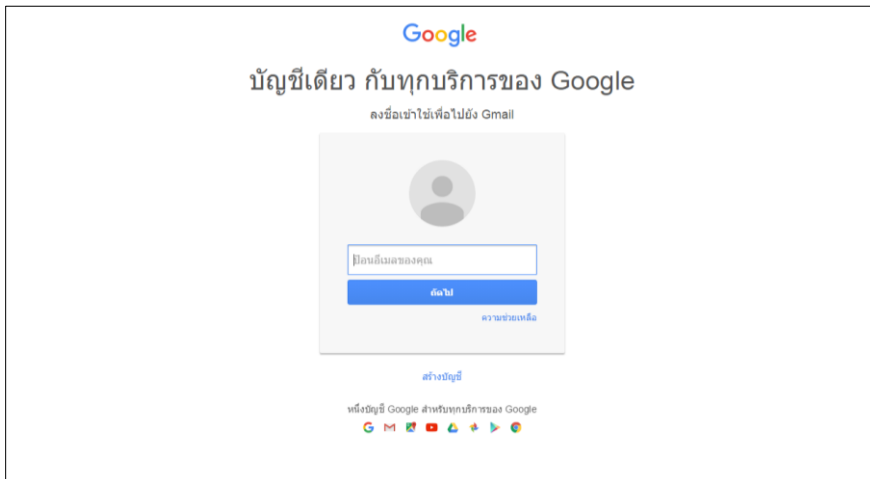 Google
บัญชีเดียว กับทุกบริการของ Google
ลงชื่อเข้าใช้เพื่อไปยัง Gmail
ป้อนอีเมลของคุณ
ถัดไป
ความช่วยเหลือ
สร้างบัญชี
หนึ่งบัญชี Google สำหรับทุกบริการของ Google